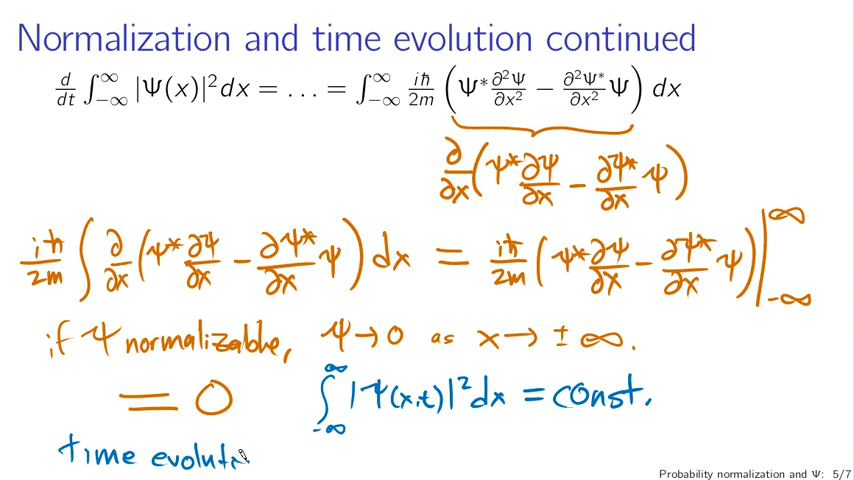 Normalization and time evolution continued
d/dt ∫_{-∞}^{∞} |Ψ(x)|² dx = … = ∫_{-∞}^{∞} iℏ/2m (Ψ* ∂²Ψ/∂x² − ∂²Ψ*/∂x² Ψ) dx
∂/∂x (Ψ* ∂Ψ/∂x − ∂Ψ*/∂x Ψ)
iℏ/2m ∫ ∂/∂x (Ψ* ∂Ψ/∂x − ∂Ψ*/∂x Ψ) dx = iℏ/2m (Ψ* ∂Ψ/∂x − ∂Ψ*/∂x Ψ) |_{-∞}^{∞}
if Ψ normalizable, Ψ → 0 as x → ± ∞.
= 0 ∫_{-∞}^{∞} |Ψ(x,t)|² dx = const.
time evolut
Probability normalization and Ψ: 5/7